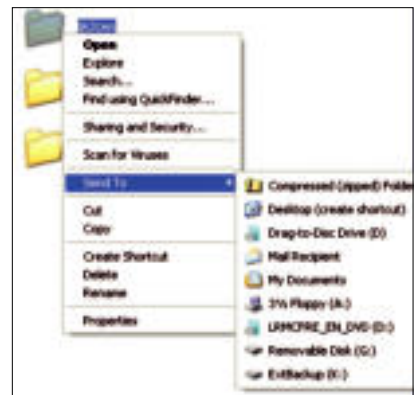 Open
Explore
Search...
Find using QuickFinder...
Sharing and Security...
Scan for Viruses
Send To
Cut
Copy
Create Shortcut
Delete
Rename
Properties
Compressed (zipped) Folde
Desktop (create shortcut)
Drag-to-Disc Drive (D)
Mail Recipient
My Documents
3½ Floppy (A:)
LRMCFRE_EN_DVD (D:)
Removable Disk (G:)
ExtBackup (K:)